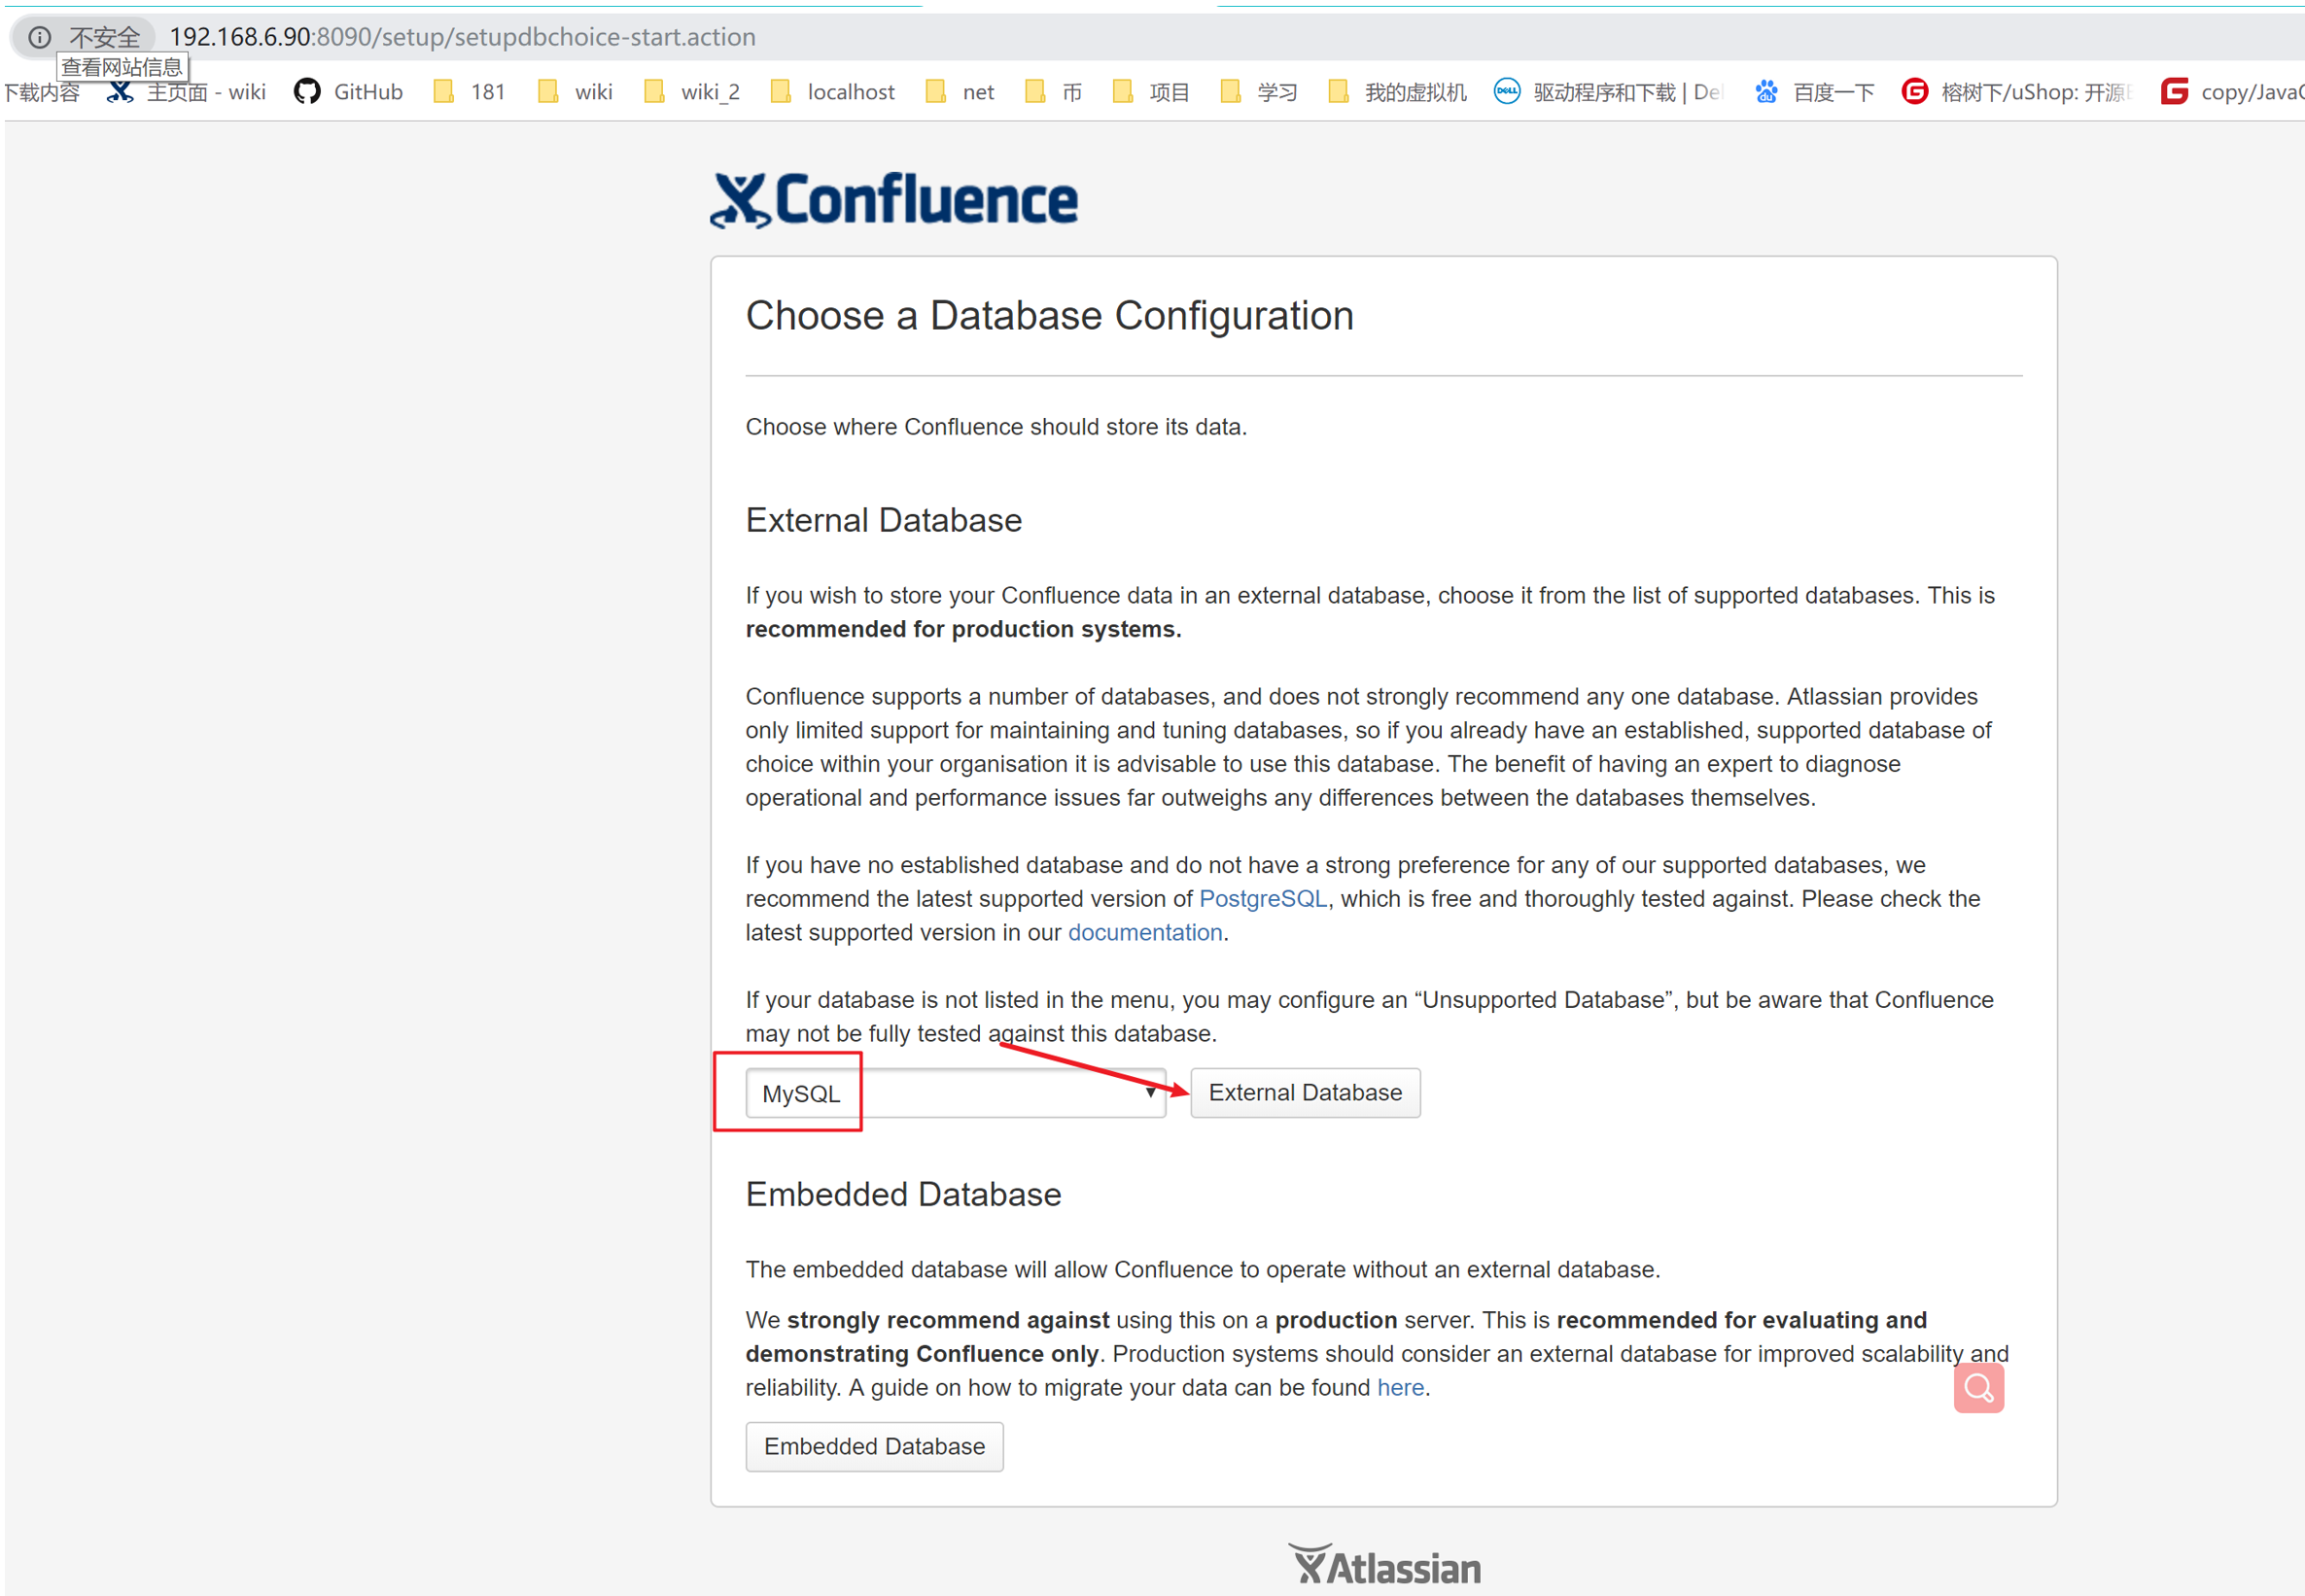 不安全 192.168.6.90:8090/setup/setupdbchoice-start.action
查看网站信息
下载内容 主页面 - wiki GitHub 181 wiki wiki_2 localhost net 币 项目 学习 我的虚拟机 驱动程序和下载 | Del 百度一下 榕树下/uShop: 开源 copy/Java
Confluence
Choose a Database Configuration
Choose where Confluence should store its data.
External Database
If you wish to store your Confluence data in an external database, choose it from the list of supported databases. This is
recommended for production systems.
Confluence supports a number of databases, and does not strongly recommend any one database. Atlassian provides
only limited support for maintaining and tuning databases, so if you already have an established, supported database of
choice within your organisation it is advisable to use this database. The benefit of having an expert to diagnose
operational and performance issues far outweighs any differences between the databases themselves.
If you have no established database and do not have a strong preference for any of our supported databases, we
recommend the latest supported version of PostgreSQL, which is free and thoroughly tested against. Please check the
latest supported version in our documentation.
If your database is not listed in the menu, you may configure an “Unsupported Database”, but be aware that Confluence
may not be fully tested against this database.
MySQL External Database
Embedded Database
The embedded database will allow Confluence to operate without an external database.
We strongly recommend against using this on a production server. This is recommended for evaluating and
demonstrating Confluence only. Production systems should consider an external database for improved scalability and
reliability. A guide on how to migrate your data can be found here.
Embedded Database
Atlassian